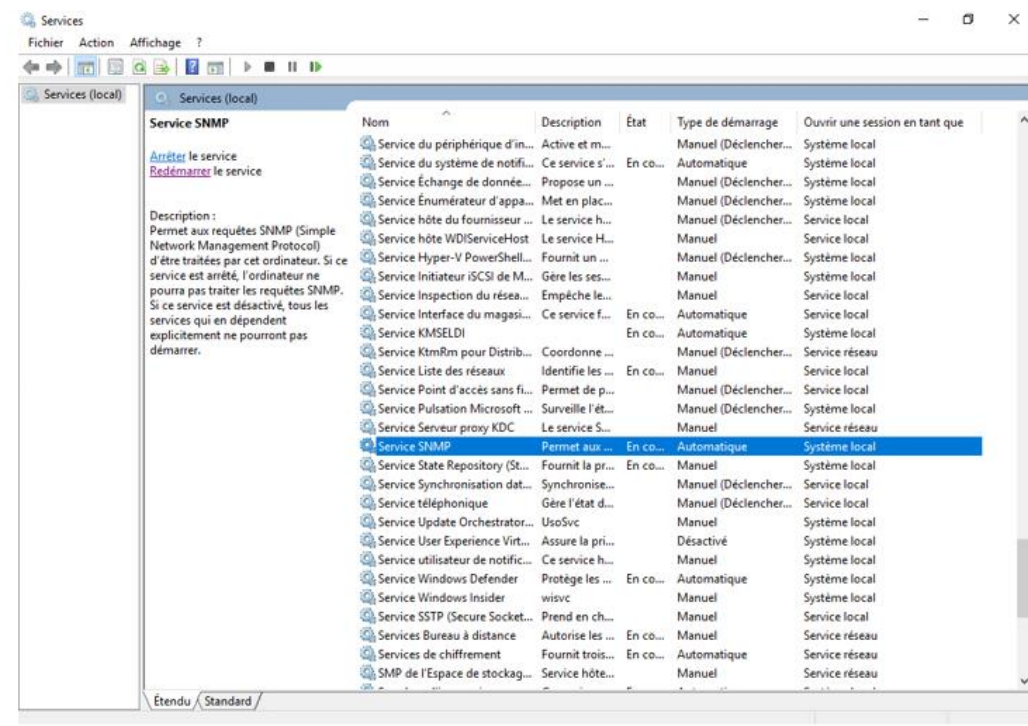 Services
Fichier Action Affichage ?
Services (local)
Services (local)
Service SNMP
Arrêter le service
Redémarrer le service
Description :
Permet aux requêtes SNMP (Simple
Network Management Protocol)
d'être traitées par cet ordinateur. Si ce
service est arrêté, l'ordinateur ne
pourra pas traiter les requêtes SNMP.
Si ce service est désactivé, tous les
services qui en dépendent
explicitement ne pourront pas
démarrer.
Nom Description État Type de démarrage Ouvrir une session en tant que
Service du périphérique d'in... Active et m... Manuel (Déclencher... Système local
Service du système de notifi... Ce service s'... En co... Automatique Système local
Service Échange de donnée... Propose un ... Manuel (Déclencher... Système local
Service Énumérateur d'appa... Met en plac... Manuel (Déclencher... Système local
Service hôte du fournisseur ... Le service h... Manuel (Déclencher... Service local
Service hôte WDIServiceHost Le service H... Manuel Service local
Service Hyper-V PowerShell... Fournit un ... Manuel (Déclencher... Système local
Service Initiateur iSCSI de M... Gère les ses... Manuel Système local
Service Inspection du résea... Empêche le... Manuel Service local
Service Interface du magasi... Ce service f... En co... Automatique Service local
Service KMSELDI En co... Automatique Système local
Service KtmRm pour Distrib... Coordonne ... Manuel (Déclencher... Service réseau
Service Liste des réseaux Identifie les ... En co... Manuel Service local
Service Point d'accès sans fi... Permet de p... Manuel (Déclencher... Service local
Service Pulsation Microsoft ... Surveille l'ét... Manuel (Déclencher... Système local
Service Serveur proxy KDC Le service S... Manuel Service réseau
Service SNMP Permet aux ... En co... Automatique Système local
Service State Repository (St... Fournit la pr... En co... Manuel Système local
Service Synchronisation dat... Synchronise... Manuel (Déclencher... Service local
Service téléphonique Gère l'état d... Manuel (Déclencher... Service local
Service Update Orchestrator... UsoSvc Manuel Système local
Service User Experience Virt... Assure la pri... Désactivé Système local
Service utilisateur de notific... Ce service h... Manuel Système local
Service Windows Defender Protège les ... En co... Automatique Système local
Service Windows Insider wisvc Manuel Système local
Service SSTP (Secure Socket... Prend en ch... Manuel Service local
Services Bureau à distance Autorise les ... En co... Manuel Service réseau
Services de chiffrement Fournit trois... En co... Automatique Service réseau
SMP de l'Espace de stockag... Service hôte... Manuel Service réseau
Étendu Standard